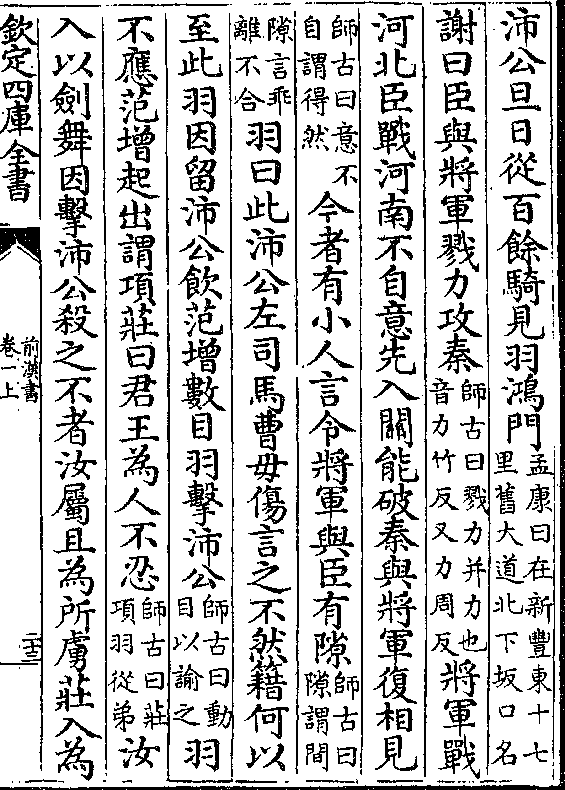 沛公旦日從百餘騎見羽鴻門孟康曰在新豐東十七里舊大道北下坂口名
謝曰臣與將軍戮力攻秦師古曰戮力并力也音力竹反又力周反將軍戰
河北臣戰河南不自意先入關能破秦與將軍復相見
師古曰意不自謂得然今者有小人言令將軍與臣有隙師古曰隙謂間
隙言乖離不合羽曰此沛公左司馬曹毋傷言之不然籍何以
至此羽因留沛公飲范增數目羽擊沛公師古曰動目以諭之羽
不應范增起出謂項莊曰君王為人不忍師古曰莊項羽從弟汝
入以劍舞因擊沛公殺之不者汝屬且為所虜莊入為
欽定四庫全書
前漢書
卷一上